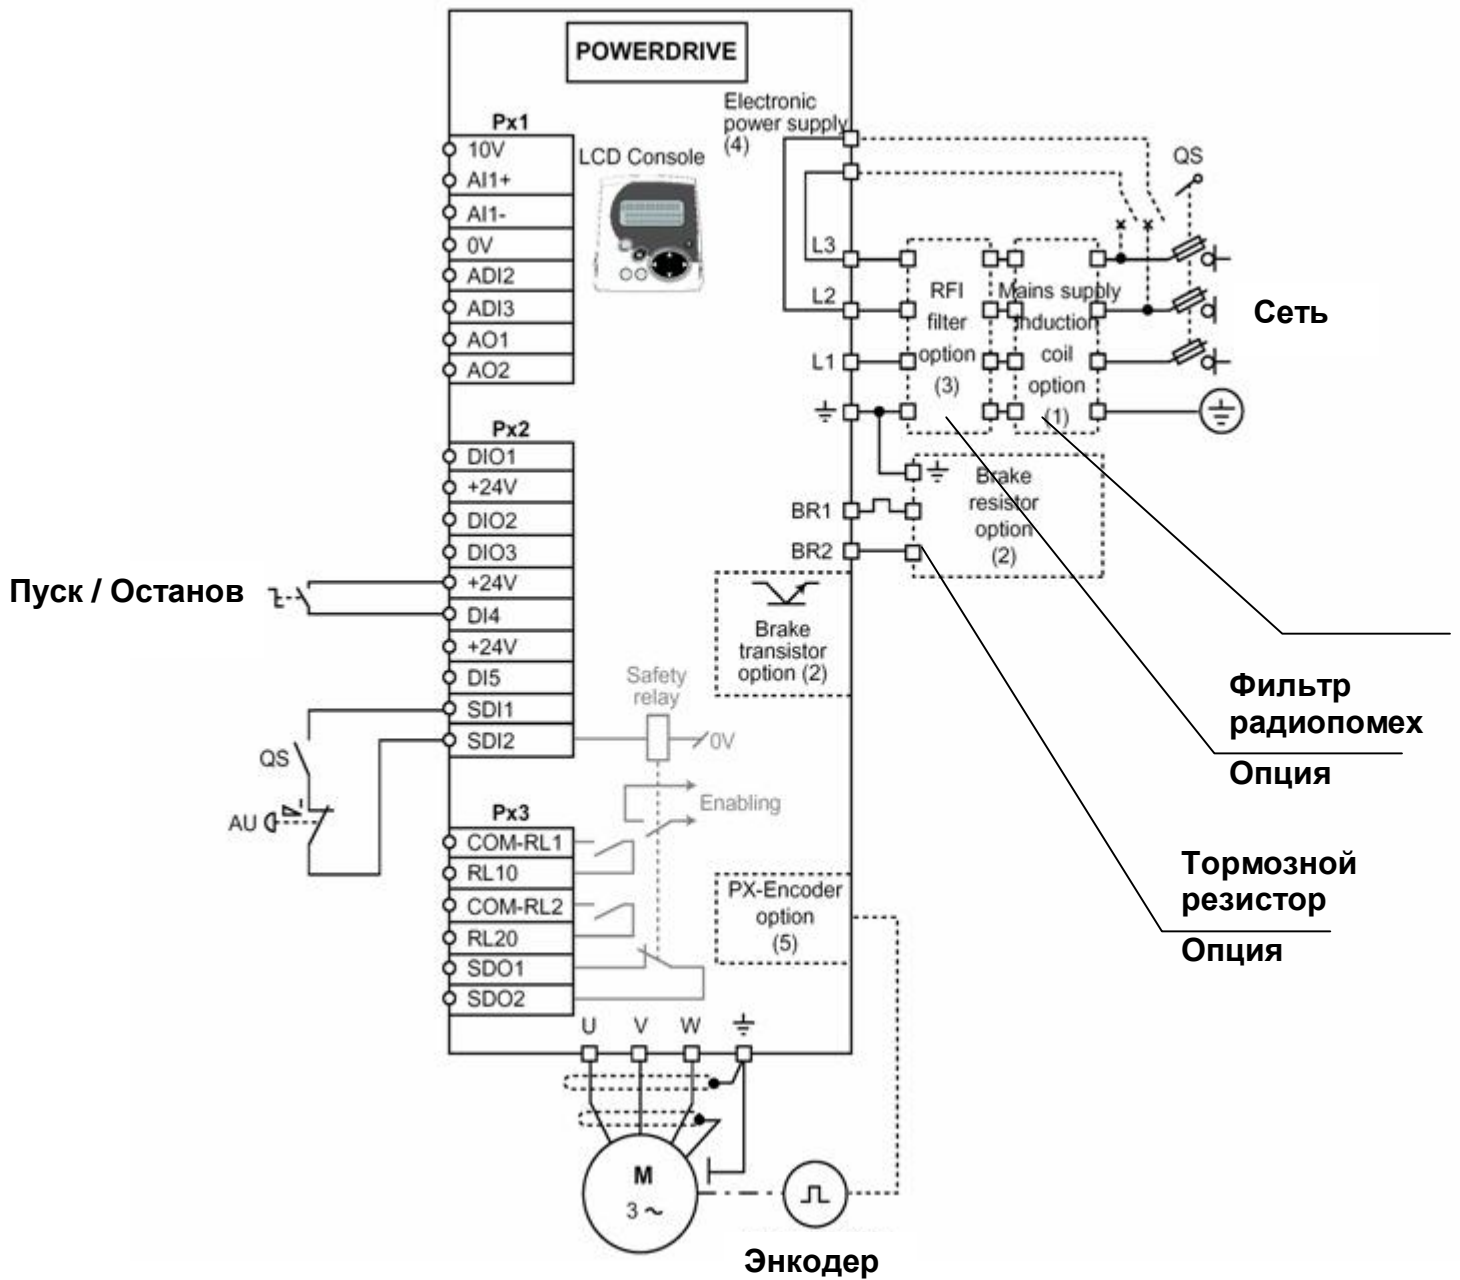 POWERDRIVE
Electronic
power supply
(4)
Px1
10V
AI1+
AI1-
0V
ADI2
ADI3
AO1
AO2
LCD Console
QS
L3
L2
L1
RFI
filter
option
(3)
Mains supply
induction
coil
option
(1)
Сеть
Px2
DIO1
+24V
DIO2
DIO3
+24V
DI4
+24V
DI5
SDI1
SDI2
Пуск / Останов
BR1
BR2
Brake
resistor
option
(2)
Brake
transistor
option (2)
Safety
relay
0V
Enabling
QS
AU
Фильтр
радиопомех
Опция
Px3
COM-RL1
RL10
COM-RL2
RL20
SDO1
SDO2
PX-Encoder
option
(5)
Тормозной
резистор
Опция
U V W
M
3 ~
Энкодер